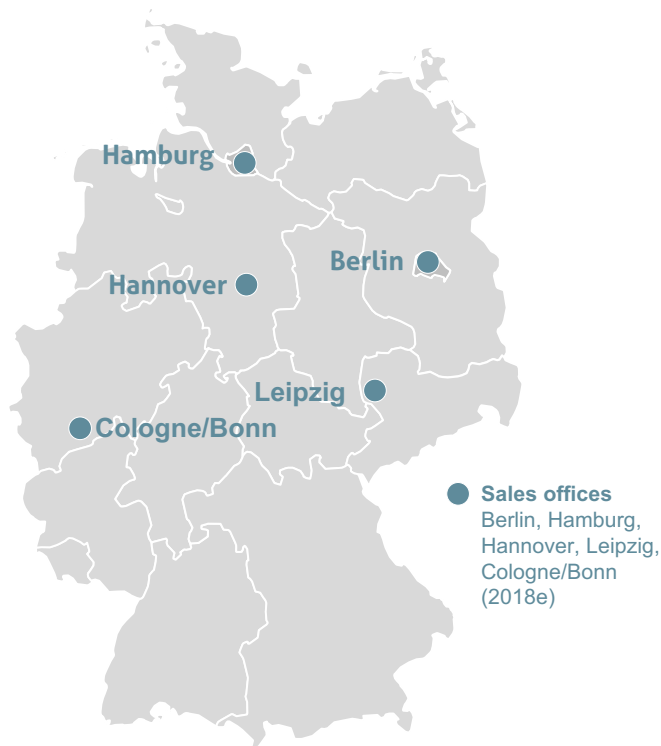 Hamburg
Berlin
Hannover
Leipzig
Cologne/Bonn
Sales offices
Berlin, Hamburg,
Hannover, Leipzig,
Cologne/Bonn
(2018e)